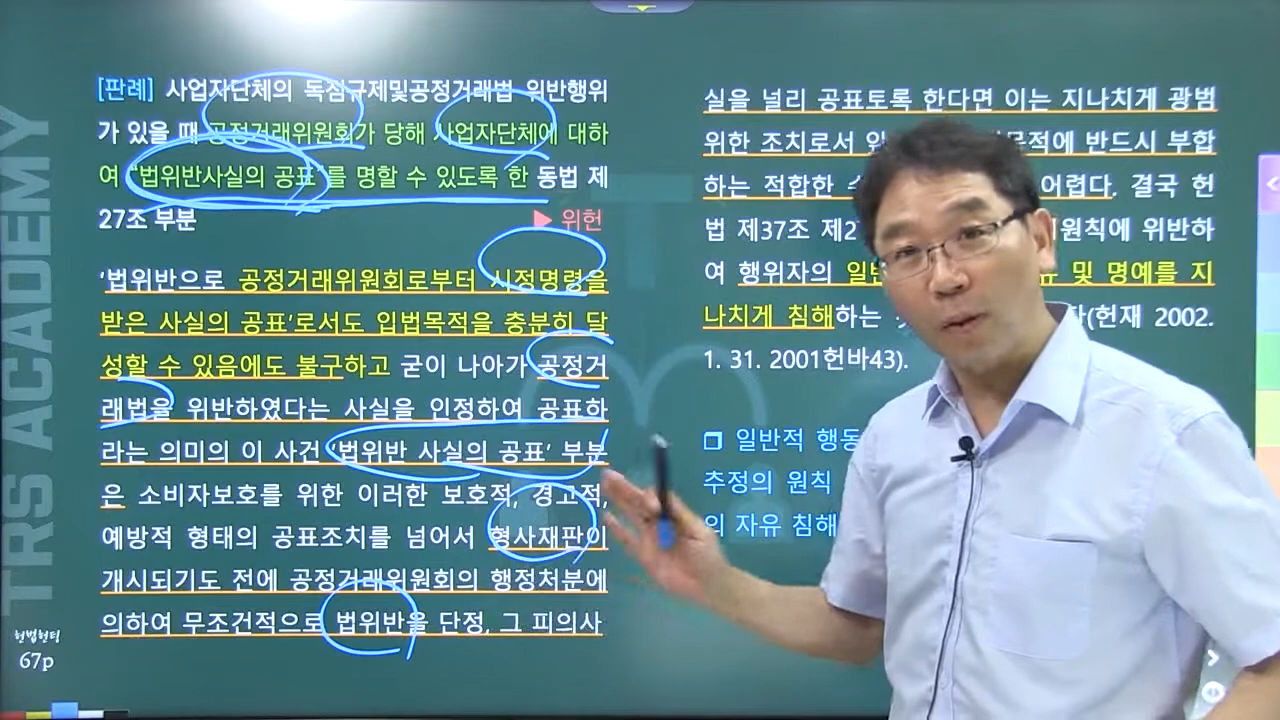 TRS ACADEMY
[판례] 사업자단체의 독점규제및공정거래법 위반행위
가 있을 때 공정거래위원회가 당해 사업자단체에 대하
여 "법위반사실의 공표"를 명할 수 있도록 한 동법 제
27조 부분
▶ 위헌
'법위반으로 공정거래위원회로부터 시정명령을
받은 사실의 공표'로서도 입법목적을 충분히 달
성할 수 있음에도 불구하고 굳이 나아가 공정거
래법을 위반하였다는 사실을 인정하여 공표하
라는 의미의 이 사건 '법위반 사실의 공표' 부분
은 소비자보호를 위한 이러한 보호적, 경고적,
예방적 형태의 공표조치를 넘어서 형사재판이
개시되기도 전에 공정거래위원회의 행정처분에
의하여 무조건적으로 법위반을 단정, 그 피의사
헌법헌터
67p
실을 널리 공표토록 한다면 이는 지나치게 광범
위한 조치로서 목적에 반드시 부합
하는 적합한 어렵다. 결국 헌
법 제37조 원칙에 위반하
여 행위자의 및 명예를 지
나치게 침해하는 (헌재 2002.
1. 31. 2001헌바43).
❒ 일반적
추정의 원칙
의 자유 침해